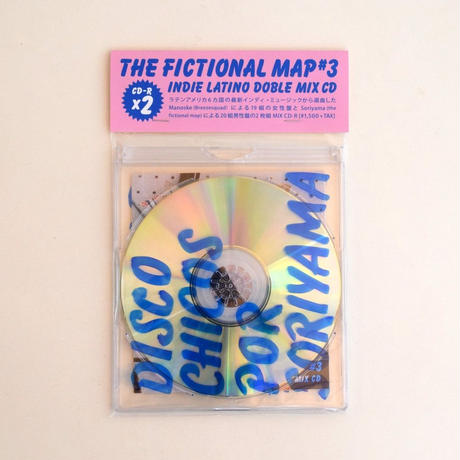 THE FICTIONAL MAP #3
INDIE LATINO DOBLE MIX CD
CD-R
X2
ラテンアメリカ6カ国の最新インディ・ミュージックから選曲した
Manoske (Breezesquad) による19組の女性盤と Soriyama (the
fictional map) による20組男性盤の2枚組 MIX CD-R (¥1,500+TAX)
DISCO
CHICOS
POR
SORIYAMA
#3
MIX CD